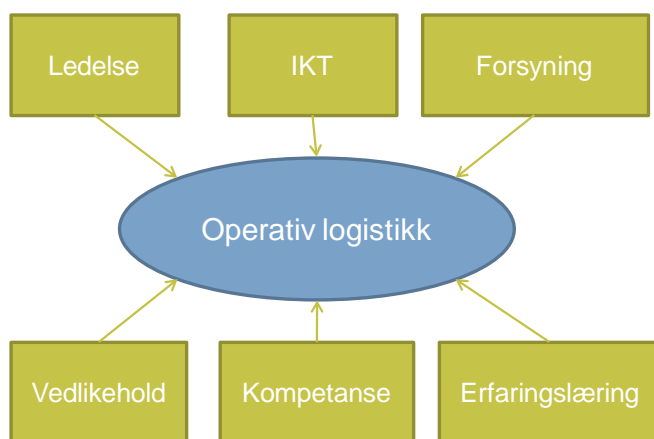 Ledelse
IKT
Forsyning
Operativ logistikk
Vedlikehold
Kompetanse
Erfaringslæring